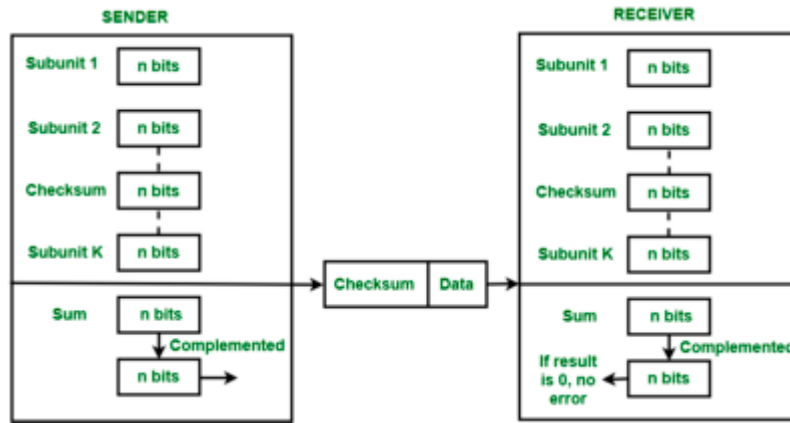 SENDER
Subunit 1
n bits
Subunit 2
n bits
Checksum
n bits
Subunit K
n bits
Sum
n bits
Complemented
n bits
Checksum
Data
RECEIVER
Subunit 1
n bits
Subunit 2
n bits
Checksum
n bits
Subunit K
n bits
Sum
n bits
Complemented
If result
is 0, no
error
n bits